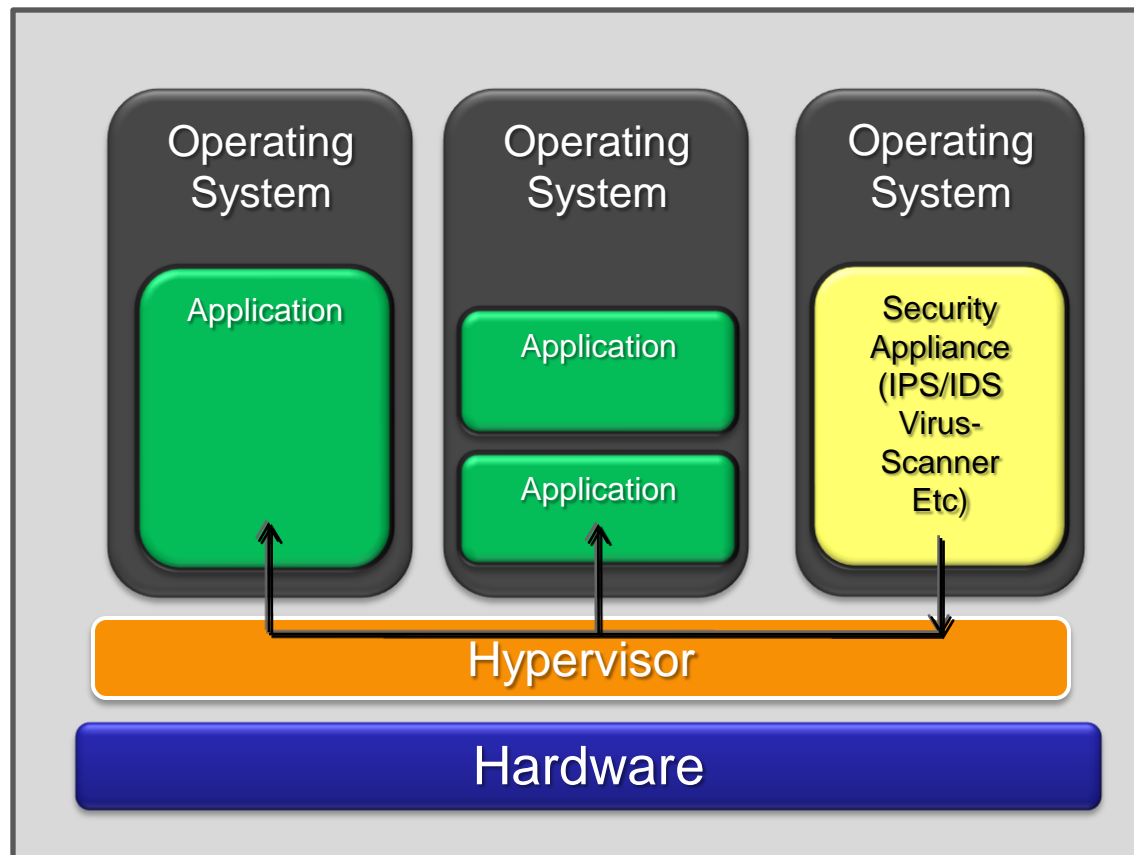 Operating
System
Application
Operating
System
Application
Application
Operating
System
Security
Appliance
(IPS/IDS
Virus-
Scanner
Etc)
Hypervisor
Hardware